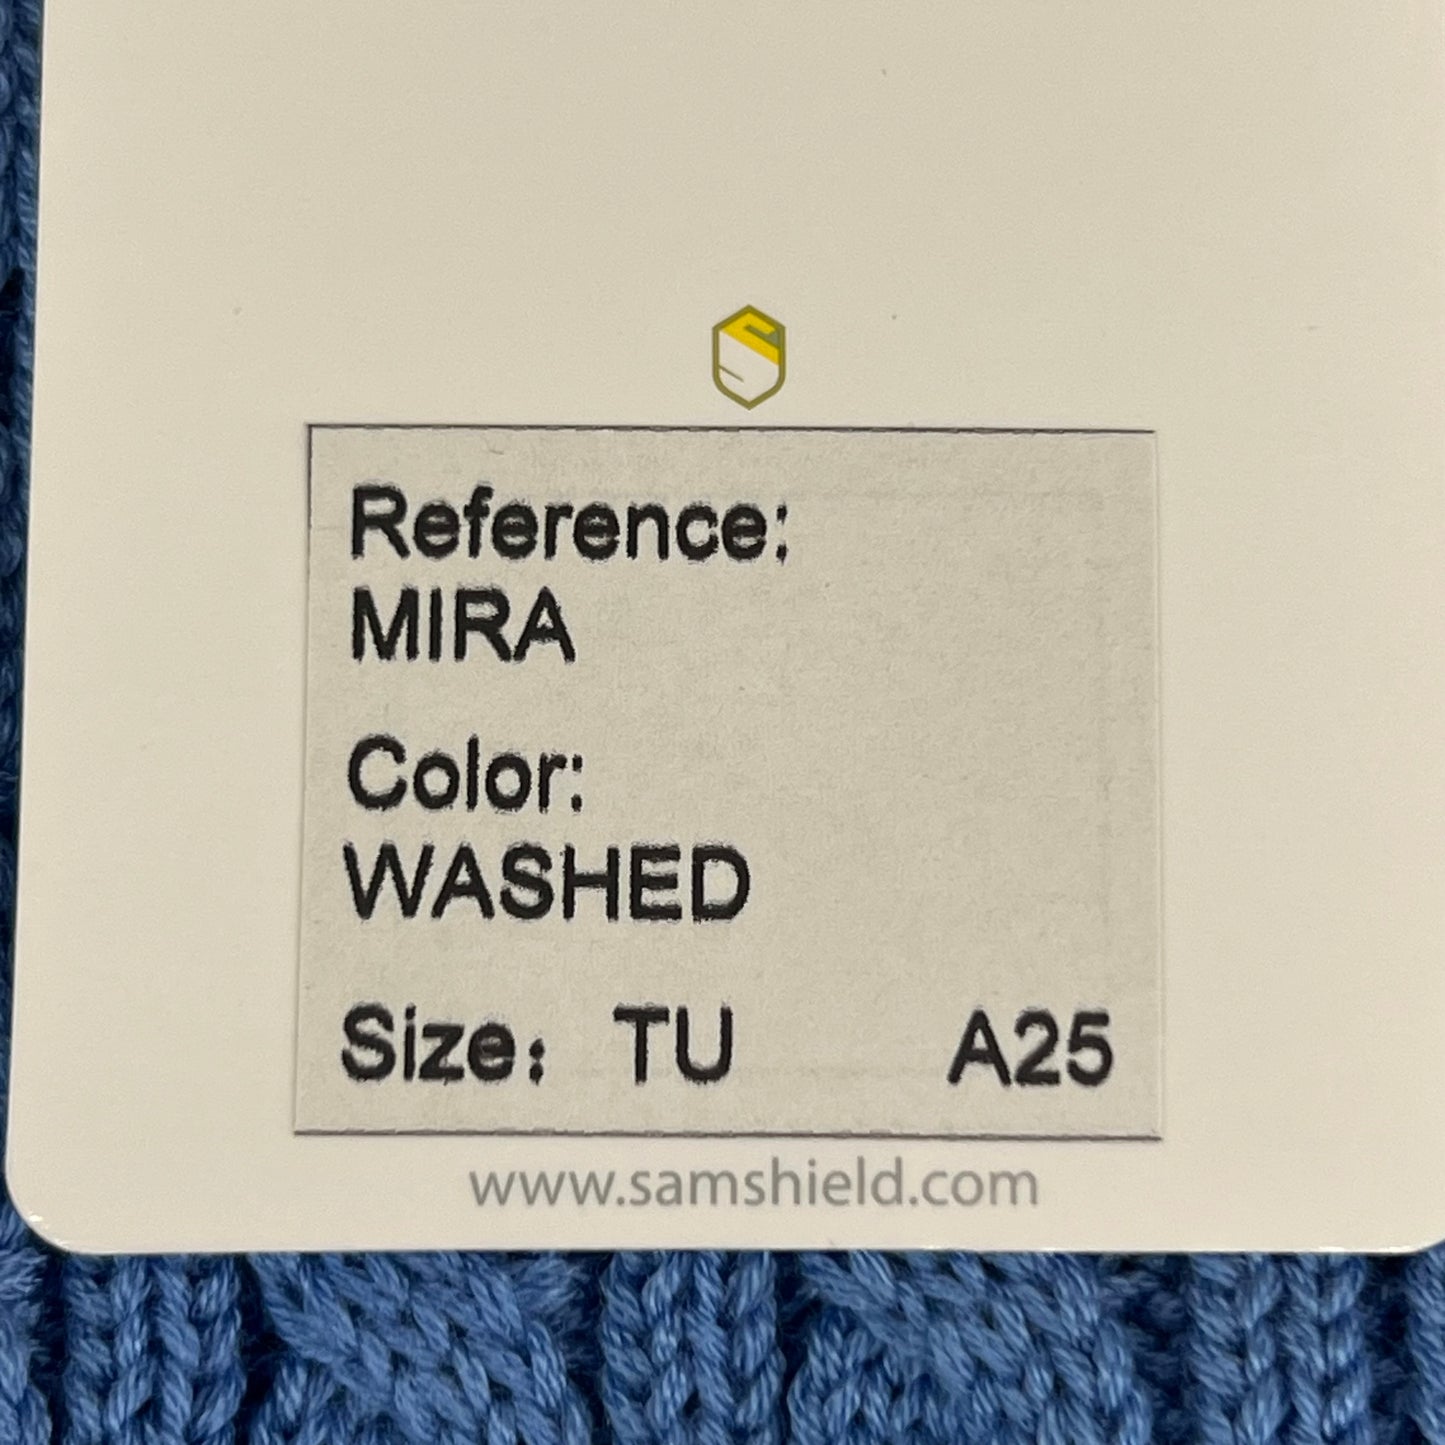 Reference:
MIRA
Color:
WASHED
Size: TU A25
www.samshield.com